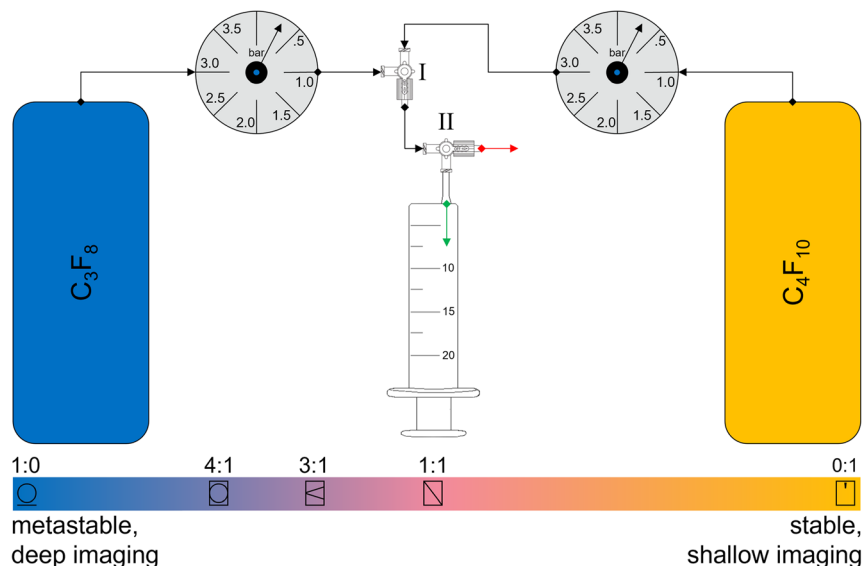 3.5
.5
bar
3.0
1.0
2.5
1.5
2.0
I
3.5
.5
bar
3.0
1.0
2.5
1.5
2.0
II
C₃F₈
10
15
20
C₄F₁₀
1:0 4:1 3:1 1:1 0:1
metastable, stable,
deep imaging shallow imaging